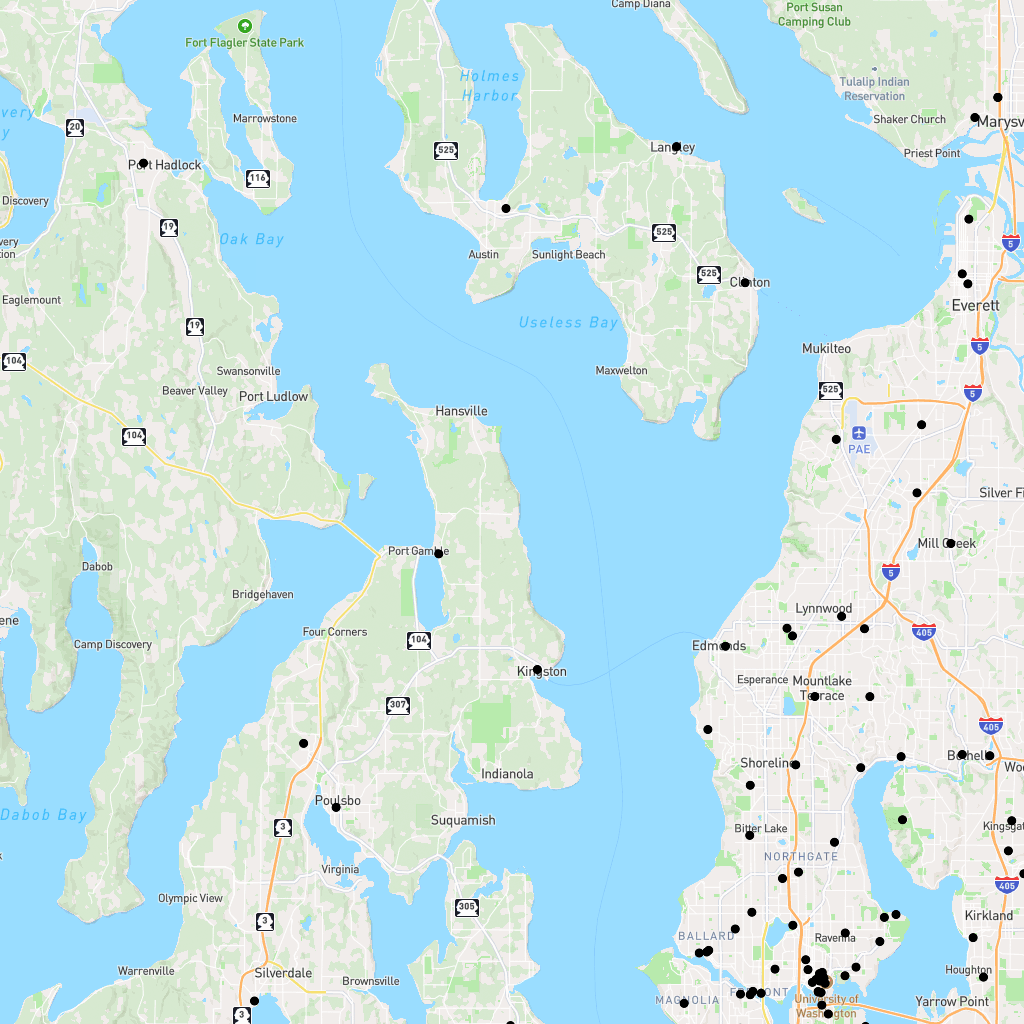 Camp Diana
Port Susan
Camping Club
Fort Flagler State Park
Holmes
Harbor
Tulalip Indian
Reservation
Marrowstone
20
Shaker Church
525
Langley
Priest Point
Port Hadlock
116
Discovery
19
525
Oak Bay
5
Austin
Sunlight Beach
525
Clinton
Eaglemount
Everett
19
Useless Bay
5
Mukilteo
104
Swansonville
Maxwelton
Beaver Valley
525
5
Port Ludlow
Hansville
104
PAE
Port Gamble
Mill Creek
Dabob
5
Bridgehaven
Lynnwood
Four Corners
405
104
Camp Discovery
Edmonds
Kingston
Esperance
Mountlake
Terrace
307
405
Shoreline
Bothell
Indianola
Poulsbo
Dabob Bay
Suquamish
3
Bitter Lake
NORTHGATE
Virginia
405
Olympic View
305
Kirkland
3
BALLARD
Ravenna
Warrenville
Silverdale
Houghton
Brownsville
FREMONT
MAGNOLIA
University of
Washington
Yarrow Point
3